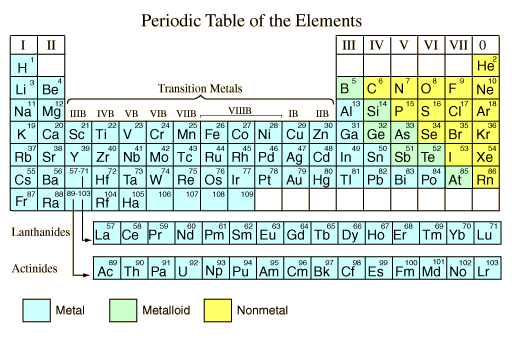 Periodic Table of the Elements
I II III IV V VI VII 0
H 1 He 2
Li 3 Be 4 B 5 C 6 N 7 O 8 F 9 Ne 10
Transition Metals
Na 11 Mg 12 IIIB IVB VB VIB VIIB VIIIB IB IIB Al 13 Si 14 P 15 S 16 Cl 17 Ar 18
K 19 Ca 20 Sc 21 Ti 22 V 23 Cr 24 Mn 25 Fe 26 Co 27 Ni 28 Cu 29 Zn 30 Ga 31 Ge 32 As 33 Se 34 Br 35 Kr 36
Rb 37 Sr 38 Y 39 Zr 40 Nb 41 Mo 42 Tc 43 Ru 44 Rh 45 Pd 46 Ag 47 Cd 48 In 49 Sn 50 Sb 51 Te 52 I 53 Xe 54
Cs 55 Ba 56 57-71 Hf 72 Ta 73 W 74 Re 75 Os 76 Ir 77 Pt 78 Au 79 Hg 80 Tl 81 Pb 82 Bi 83 Po 84 At 85 Rn 86
Fr 87 Ra 88 89-103 Rf 104 Ha 105 106 107 108 109
Lanthanides La 57 Ce 58 Pr 59 Nd 60 Pm 61 Sm 62 Eu 63 Gd 64 Tb 65 Dy 66 Ho 67 Er 68 Tm 69 Yb 70 Lu 71
Actinides Ac 89 Th 90 Pa 91 U 92 Np 93 Pu 94 Am 95 Cm 96 Bk 97 Cf 98 Es 99 Fm 100 Md 101 No 102 Lr 103
Metal Metalloid Nonmetal